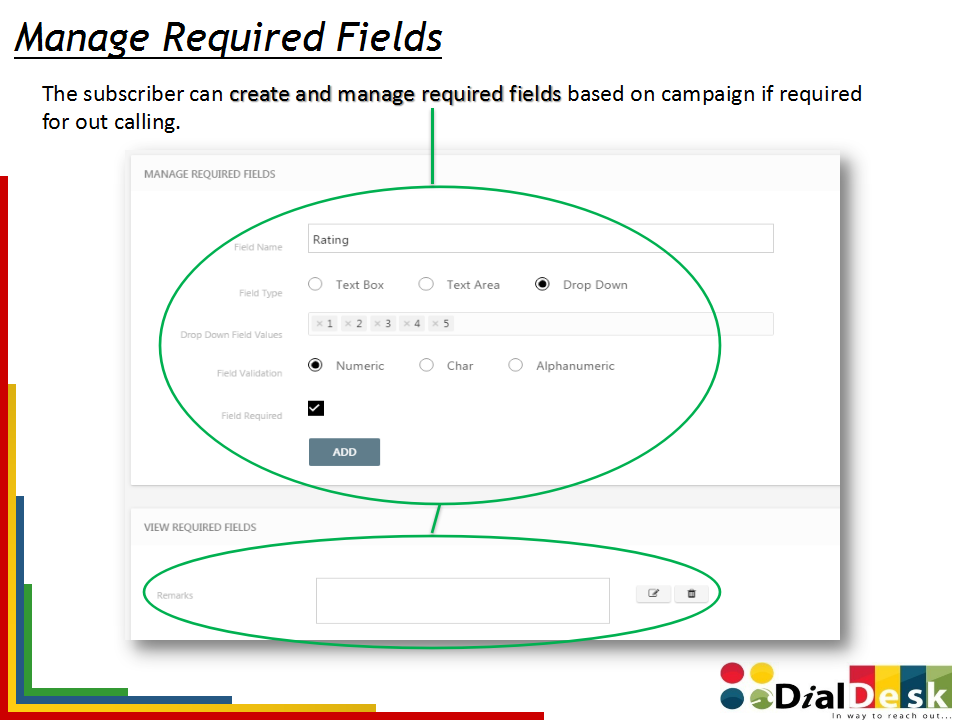 Manage Required Fields
The subscriber can create and manage required fields based on campaign if required
for out calling.
MANAGE REQUIRED FIELDS
Field Name
Rating
Field Type
Text Box
Text Area
Drop Down
Drop Down Field Values
× 1 × 2 × 3 × 4 × 5
Field Validation
Numeric
Char
Alphanumeric
Field Required
ADD
VIEW REQUIRED FIELDS
Remarks
DialDesk
In way to reach out...